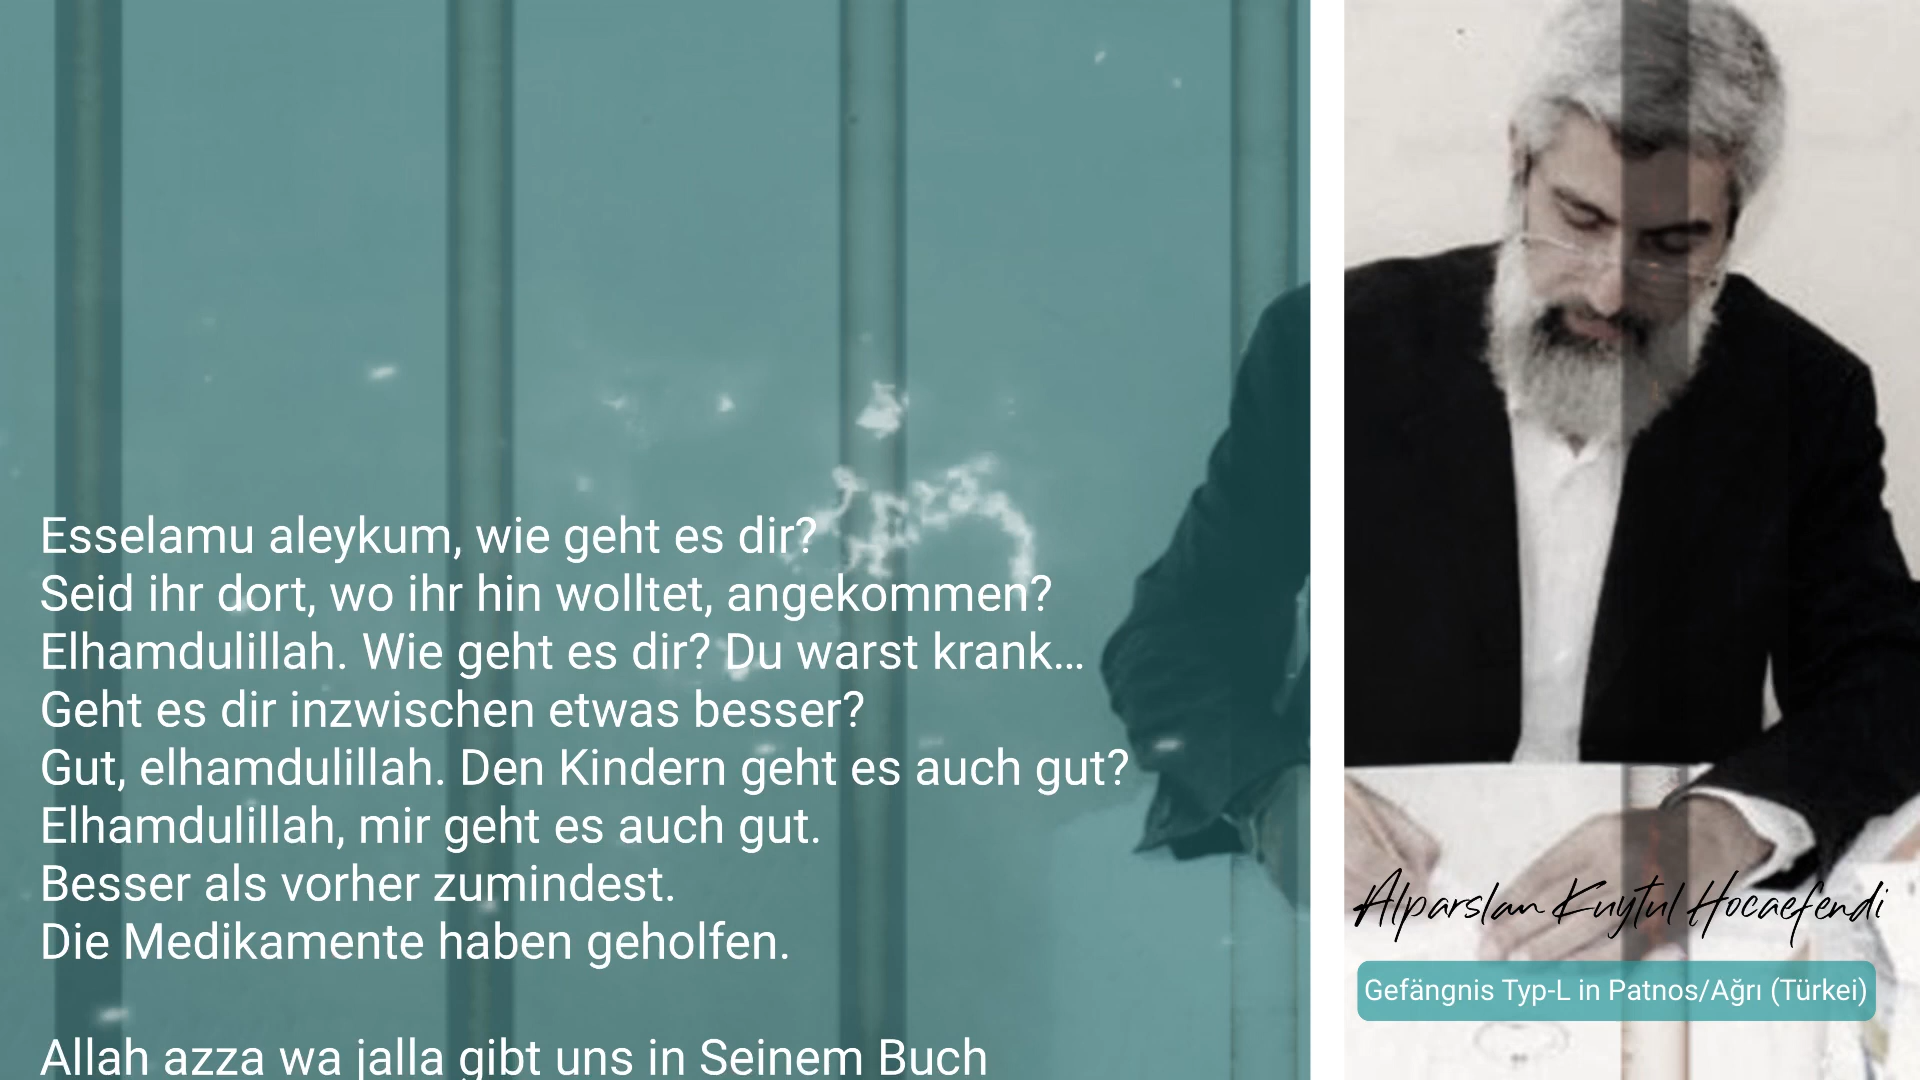 Esselamu aleykum, wie geht es dir?
Seid ihr dort, wo ihr hin wolltet, angekommen?
Elhamdulillah. Wie geht es dir? Du warst krank...
Geht es dir inzwischen etwas besser?
Gut, elhamdulillah. Den Kindern geht es auch gut?
Elhamdulillah, mir geht es auch gut.
Besser als vorher zumindest.
Die Medikamente haben geholfen.
Allah azza wa jalla gibt uns in Seinem Buch
Alparslan Kuytul Hocaefendi
Gefängnis Typ-L in Patnos/Ağrı (Türkei)